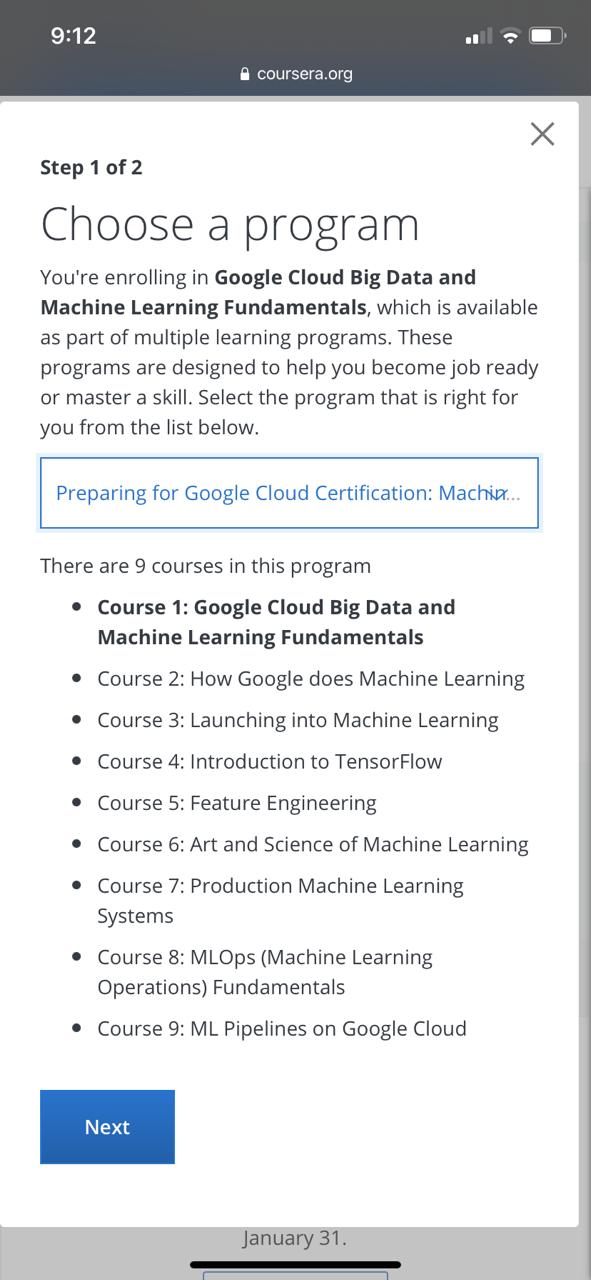 9:12
coursera.org
Step 1 of 2
Choose a program
You're enrolling in Google Cloud Big Data and
Machine Learning Fundamentals, which is available
as part of multiple learning programs. These
programs are designed to help you become job ready
or master a skill. Select the program that is right for
you from the list below.
Preparing for Google Cloud Certification: Machin...
There are 9 courses in this program
Course 1: Google Cloud Big Data and
Machine Learning Fundamentals
Course 2: How Google does Machine Learning
Course 3: Launching into Machine Learning
Course 4: Introduction to TensorFlow
Course 5: Feature Engineering
Course 6: Art and Science of Machine Learning
Course 7: Production Machine Learning
Systems
Course 8: MLOps (Machine Learning
Operations) Fundamentals
Course 9: ML Pipelines on Google Cloud
Next
January 31.